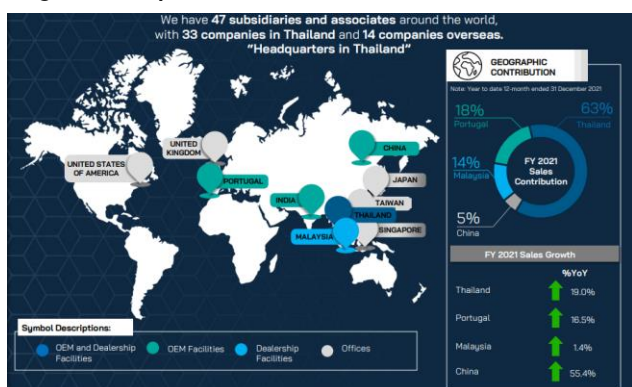 We have 47 subsidiaries and associates around the world,
with 33 companies in Thailand and 14 companies overseas.
"Headquarters in Thailand"
GEOGRAPHIC
CONTRIBUTION
Note: Year to date 12-month ended 31 December 2021
18%
Portugal
63%
Thailand
14%
Malaysia
FY 2021
Sales
Contribution
5%
China
UNITED STATES
OF AMERICA
UNITED
KINGDOM
PORTUGAL
CHINA
JAPAN
INDIA
TAIWAN
THAILAND
MALAYSIA
SINGAPORE
FY 2021 Sales Growth
%YoY
Thailand 19.0%
Portugal 16.5%
Malaysia 1.4%
China 55.4%
Symbol Descriptions:
OEM and Dealership
Facilities
OEM Facilities
Dealership
Facilities
Offices